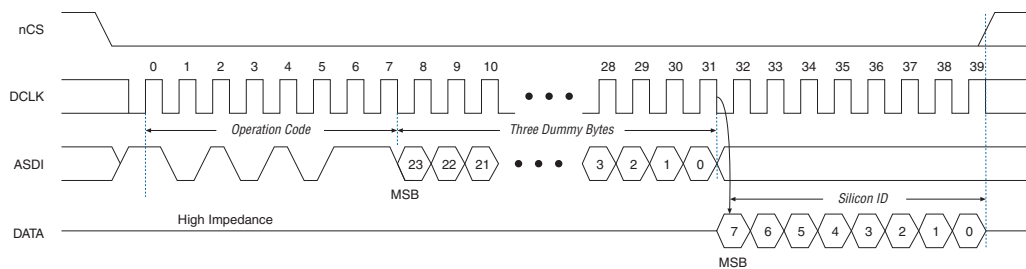 nCS
0 1 2 3 4 5 6 7 8 9 10 28 29 30 31 32 33 34 35 36 37 38 39
DCLK
Operation Code Three Dummy Bytes
ASDI 23 22 21 3 2 1 0
MSB
Silicon ID
High Impedance
DATA 7 6 5 4 3 2 1 0
MSB